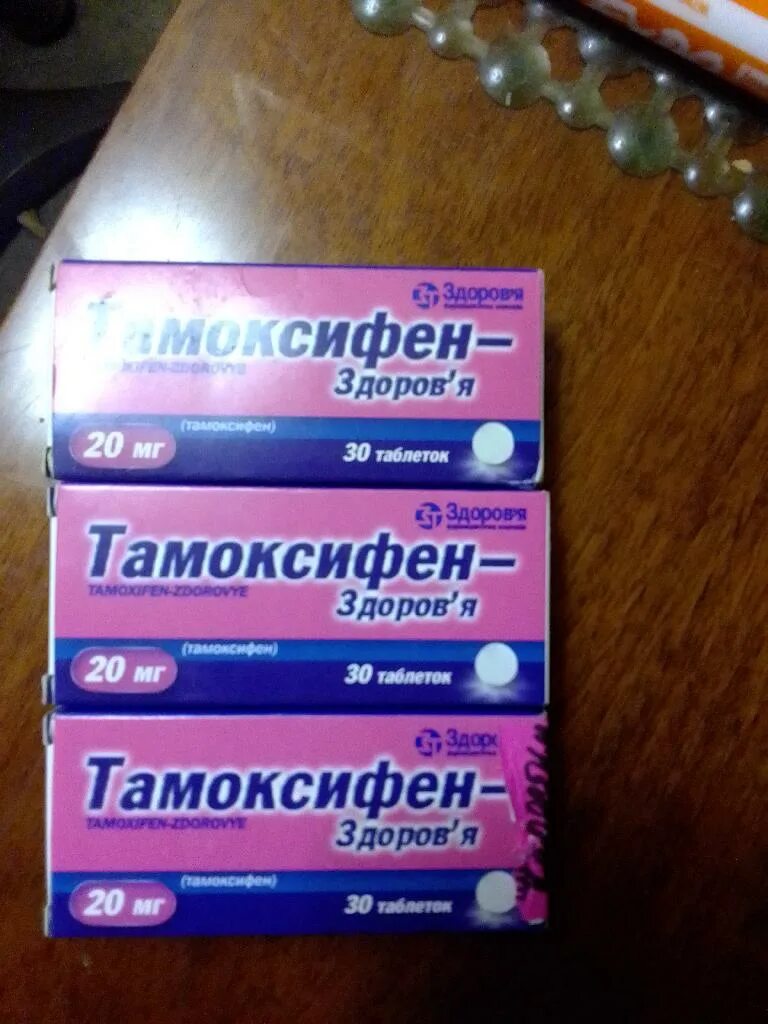 Здоров'я
Тамоксифен–
TAMOXIFEN-ZDOROVYE
Здоров'я
(тамоксифен)
20 мг
30 таблеток
Здоров'я
Тамоксифен–
TAMOXIFEN-ZDOROVYE
Здоров'я
(тамоксифен)
20 мг
30 таблеток
Тамоксифен–
TAMOXIFEN-ZDOROVYE
Здоров'я
(тамоксифен)
20 мг
30 таблеток